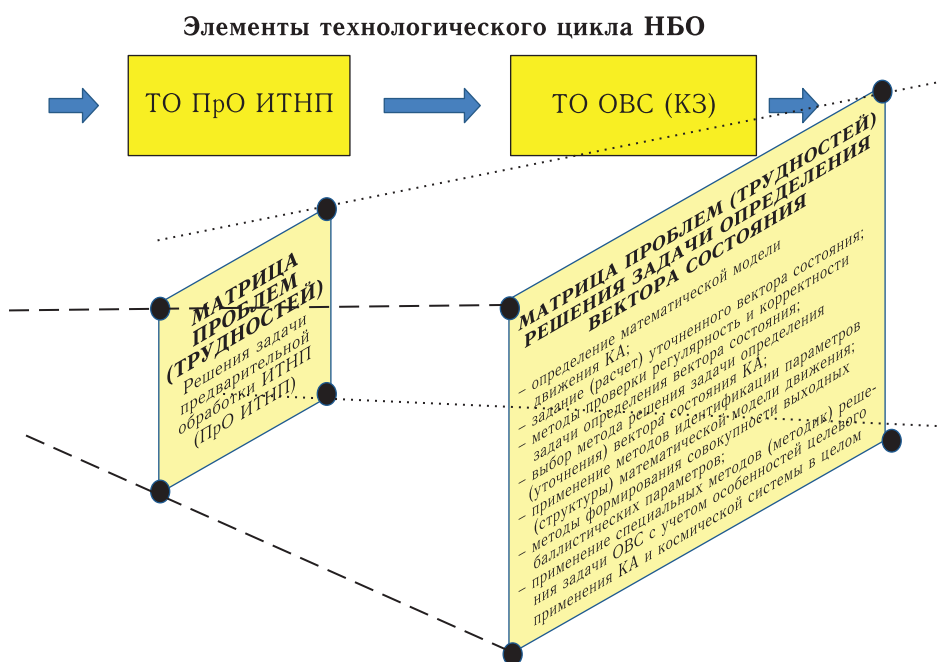 Элементы технологического цикла НБО
ТО ПрО ИТНП
ТО ОВС (КЗ)
МАТРИЦА
ПРОБЛЕМ
(ТРУДНОСТЕЙ)
Решения задачи
предварительной
обработки ИТНП
(ПрО ИТНП)
МАТРИЦА ПРОБЛЕМ (ТРУДНОСТЕЙ)
РЕШЕНИЯ ЗАДАЧИ ОПРЕДЕЛЕНИЯ
ВЕКТОРА СОСТОЯНИЯ
– определение математической модели
движения КА;
– задание (расчет) уточненного вектора состояния;
– методы проверки регулярность и корректности
задачи определения вектора состояния;
– выбор метода решения задачи определения
(уточнения) вектора состояния КА;
– применение методов идентификации параметров
(структуры) математической модели движения;
– методы формирования совокупности выходных
баллистических параметров;
– применение специальных методов (методик) реше-
ния задачи ОВС с учетом особенностей целевого
применения КА и космической системы в целом